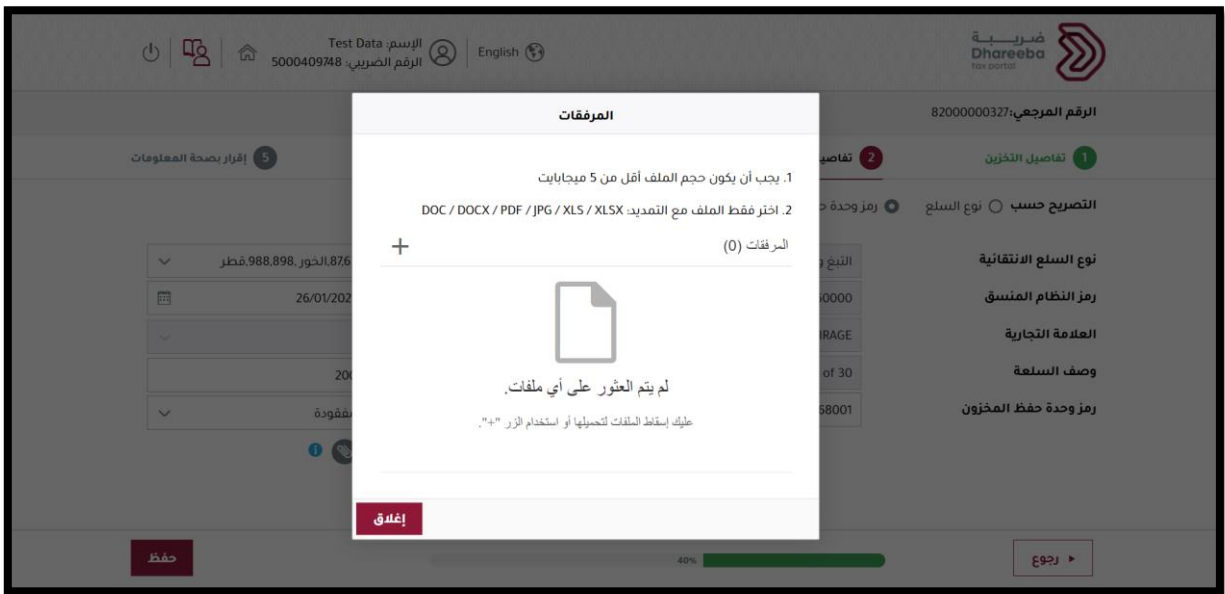 ضريبة
Dhareeba
tax portal
English
الإسم: Test Data
الرقم الضريبي: 5000409748
الرقم المرجعي:82000000327
1 تفاصيل التخزين
2
5 إقرار بصحة المعلومات
التصريح حسب
نوع السلع
رمز وحدة
نوع السلع الانتقائية
التبغ
الخور ,988,898,قطر
رمز النظام المنسق
26/01/202
العلامة التجارية
وصف السلعة
of 30
رمز وحدة حفظ المخزون
المرفقات
1. يجب أن يكون حجم الملف أقل من 5 ميجابايت
2. اختر فقط الملف مع التمديد: DOC / DOCX / PDF / JPG / XLS / XLSX
المرفقات (0)
لم يتم العثور على أي ملفات.
عليك إسقاط الملفات لتحميلها أو استخدام الزر "+".
إغلاق
رجوع
40%
حفظ